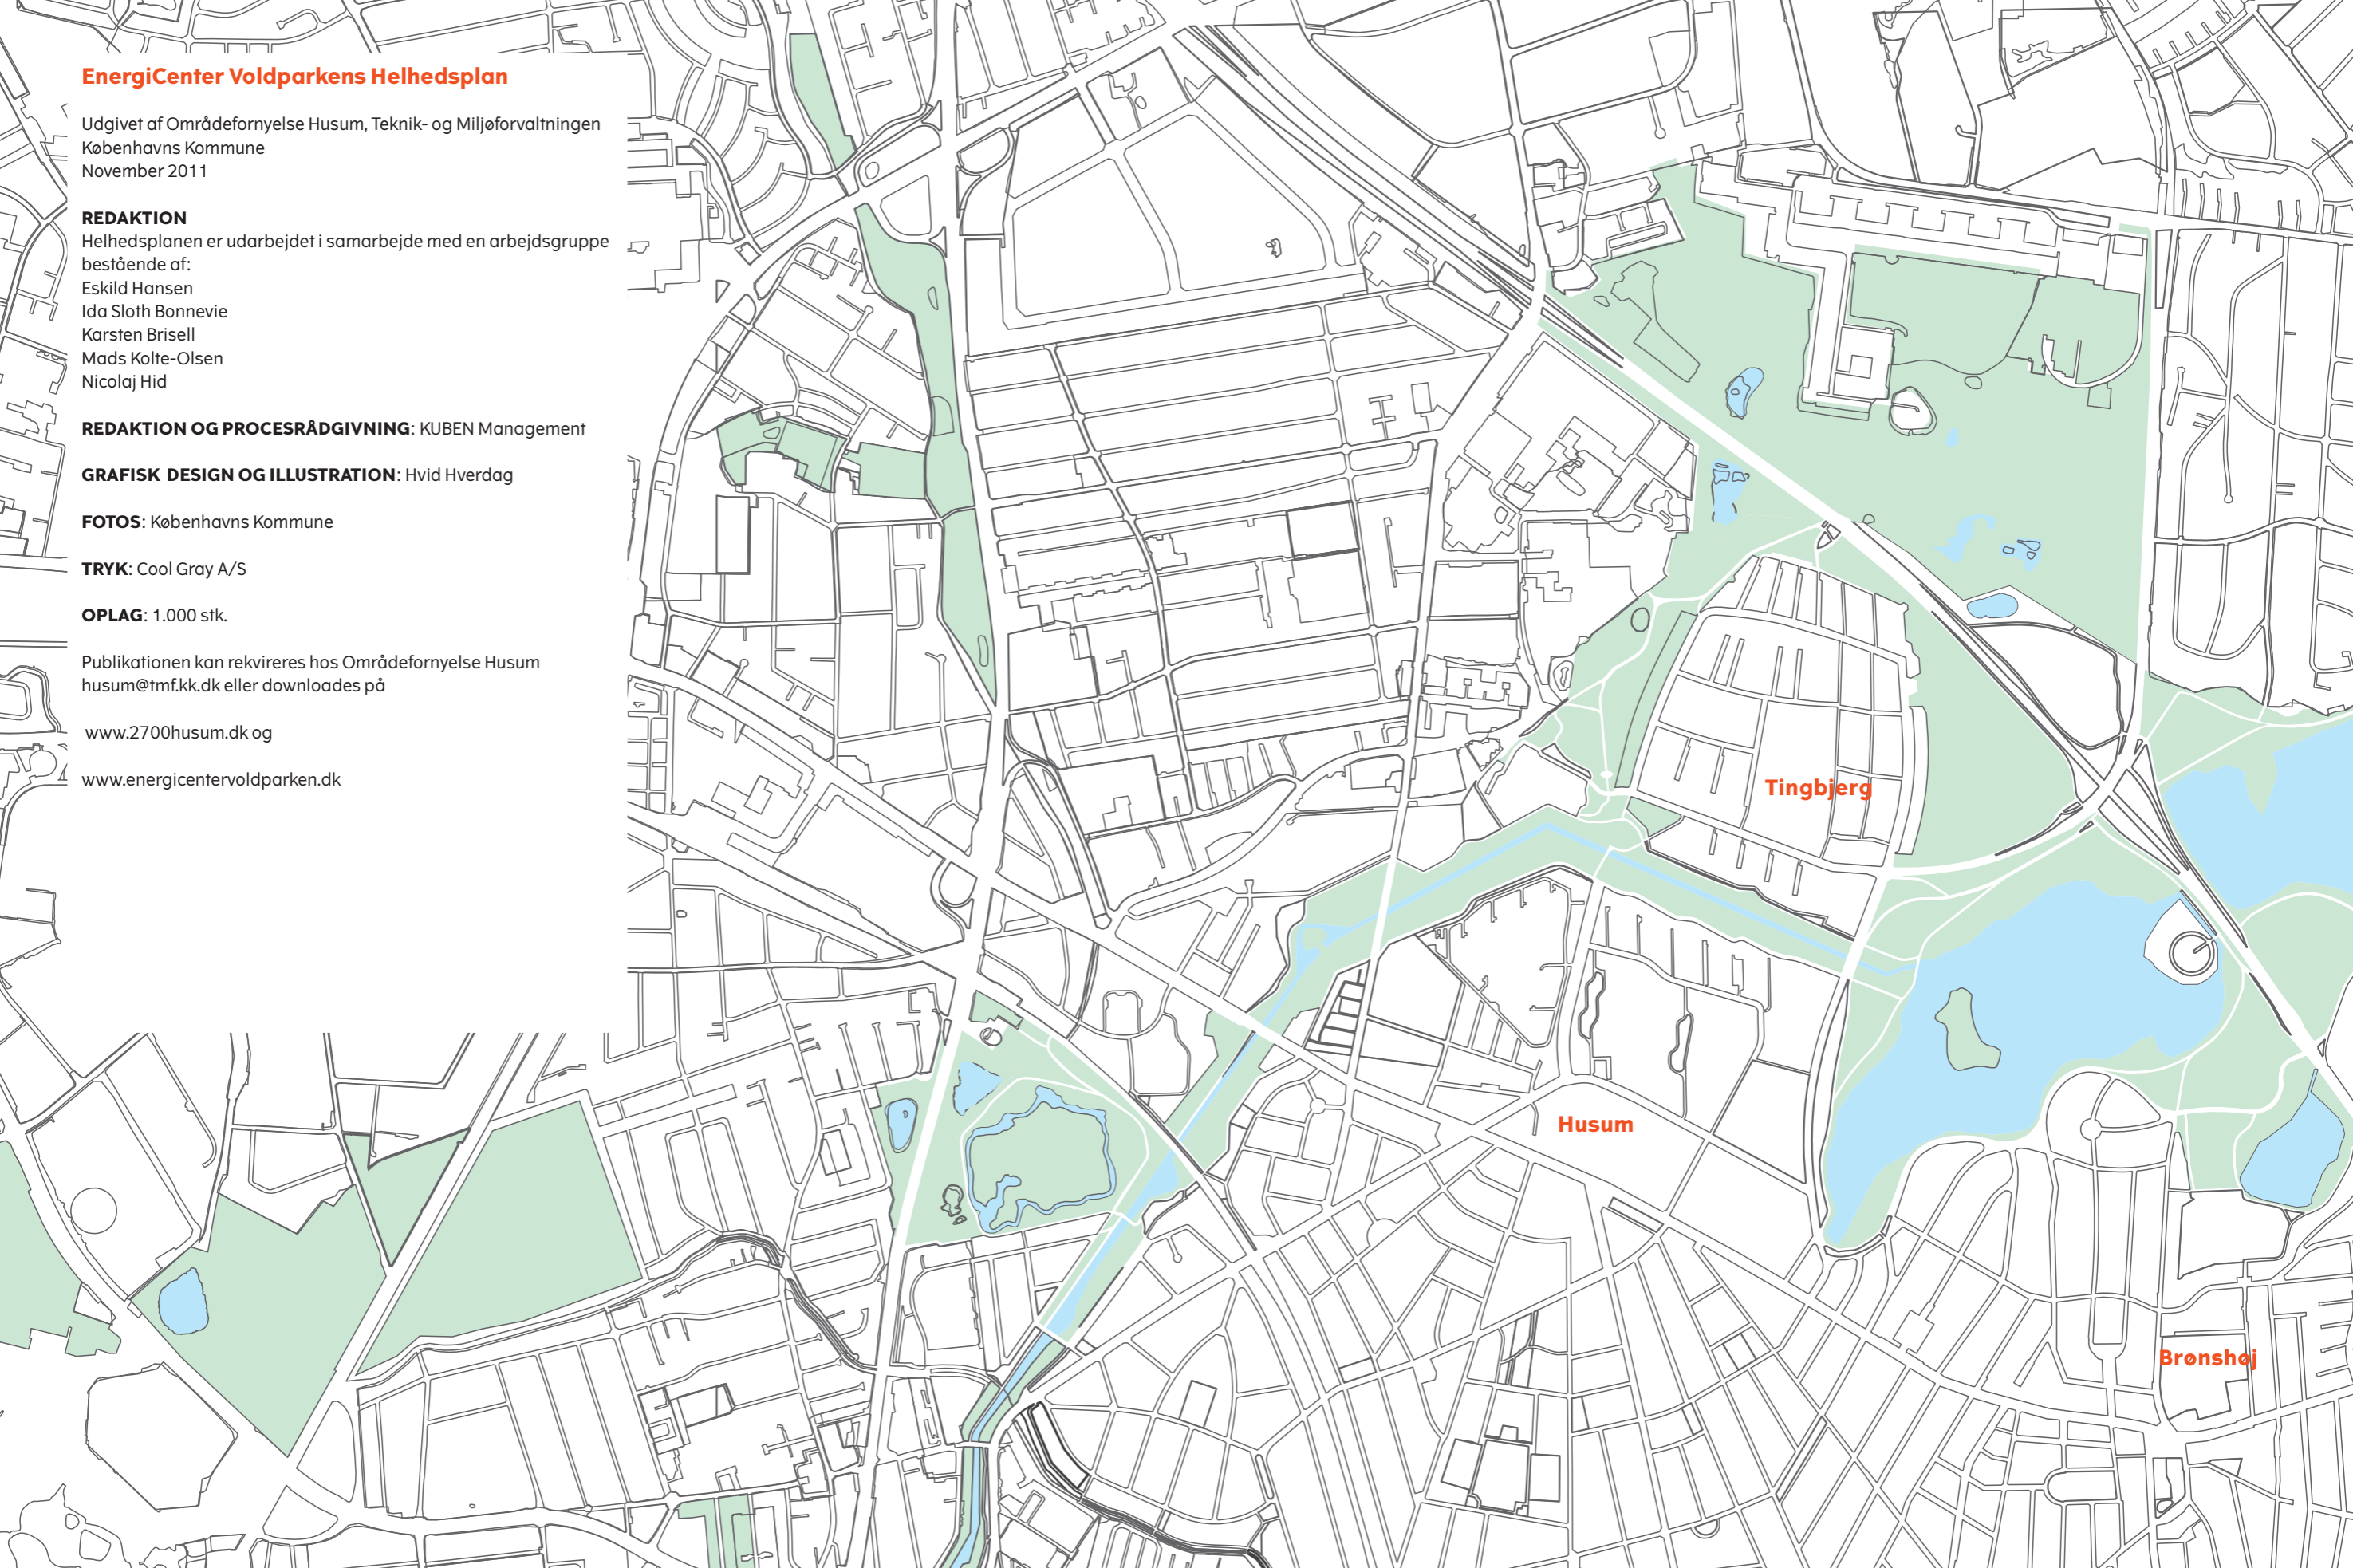 EnergiCenter Voldparkens Helhedsplan
Udgivet af Områdefornyelse Husum, Teknik- og Miljøforvaltningen
Københavns Kommune
November 2011
REDAKTION
Helhedsplanen er udarbejdet i samarbejde med en arbejdsgruppe
bestående af:
Eskild Hansen
Ida Sloth Bonnevie
Karsten Brisell
Mads Kolte-Olsen
Nicolaj Hid
REDAKTION OG PROCESRÅDGIVNING: KUBEN Management
GRAFISK DESIGN OG ILLUSTRATION: Hvid Hverdag
FOTOS: Københavns Kommune
TRYK: Cool Gray A/S
OPLAG: 1.000 stk.
Publikationen kan rekvireres hos Områdefornyelse Husum
husum@tmf.kk.dk eller downloades på
www.2700husum.dk og
www.energicentervoldparken.dk
Tingbjerg
Husum
Brønshøj